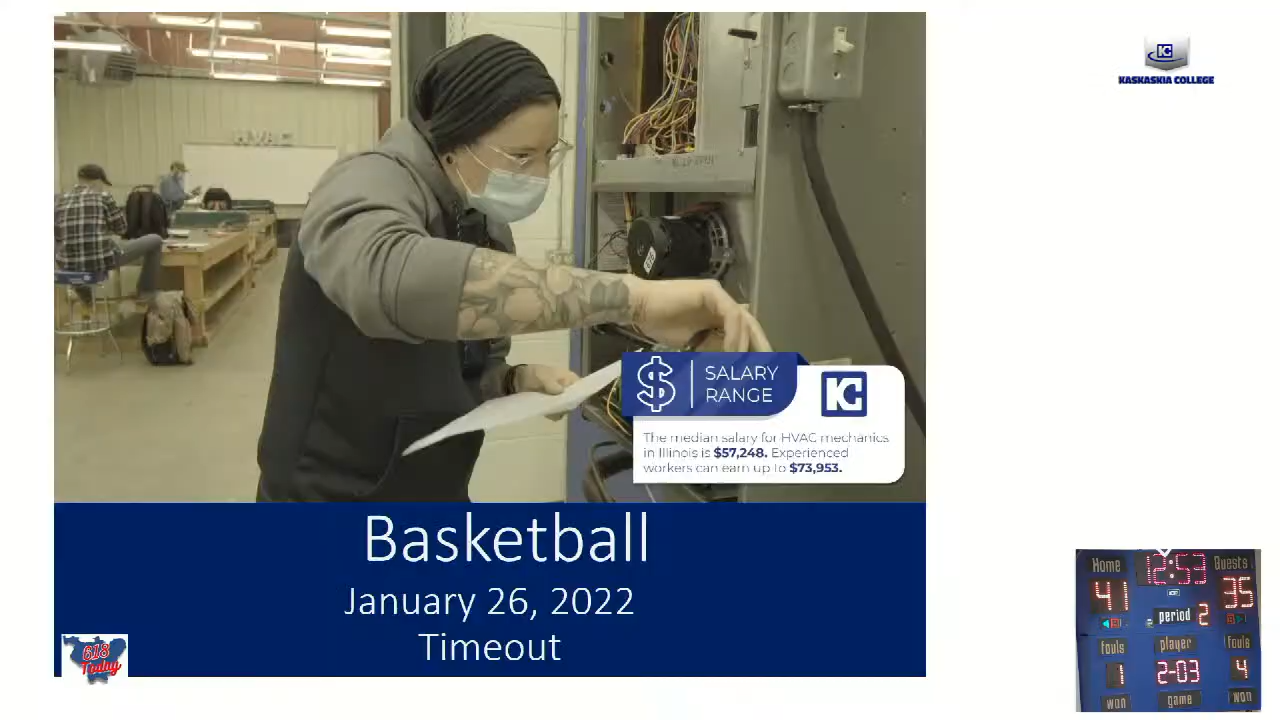 KASKASKIA COLLEGE
HVAC
SALARY
RANGE
KC
The median salary for HVAC mechanics
in Illinois is $57,248. Experienced
workers can earn up to $73,953.
Basketball
January 26, 2022
Timeout
618
Today
Home
12:53
Guests
41
35
period 2
fouls
player
fouls
1
2-03
4
won
game
won